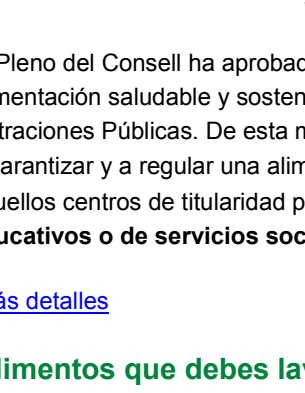 Pleno del Consell ha aprobad
mentación saludable y sosten
traciones Públicas. De esta m
arantizar y a regular una alim
uellos centros de titularidad p
ucativos o de servicios soc
ás detalles
limentos que debes lav